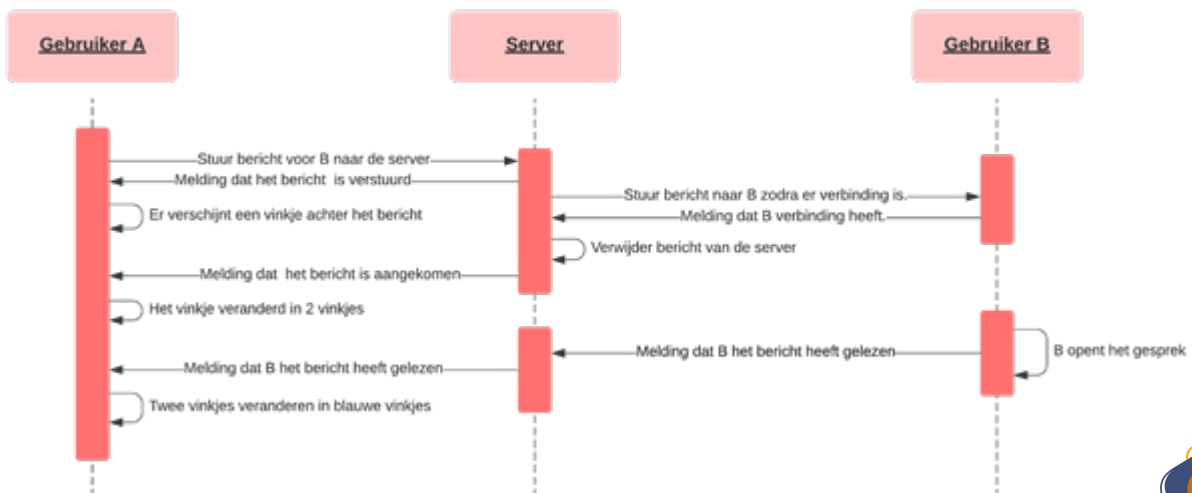 Gebruiker A
Server
Gebruiker B
Stuur bericht voor B naar de server
Melding dat het bericht is verstuurd
Stuur bericht naar B zodra er verbinding is.
Er verschijnt een vinkje achter het bericht
Melding dat B verbinding heeft.
Verwijder bericht van de server
Melding dat het bericht is aangekomen
Het vinkje veranderd in 2 vinkjes
Melding dat B het bericht heeft gelezen
B opent het gesprek
Melding dat B het bericht heeft gelezen
Twee vinkjes veranderen in blauwe vinkjes